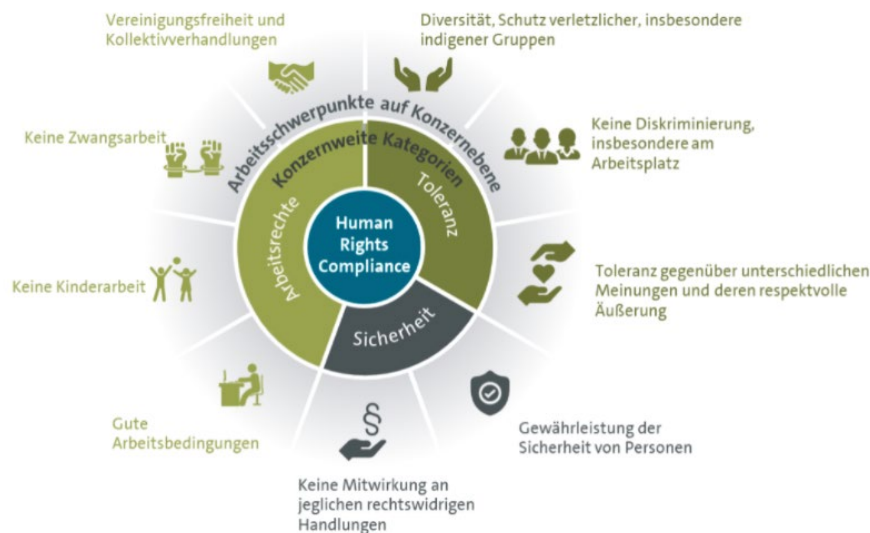 Vereinigungsfreiheit und
Kollektivverhandlungen
Diversität, Schutz verletzlicher, insbesondere
indigener Gruppen
Keine Zwangsarbeit
Keine Diskriminierung,
insbesondere am
Arbeitsplatz
Arbeitsschwerpunkte auf Konzernebene
Konzernweite Kategorien
Arbeitsrechte
Toleranz
Human
Rights
Compliance
Sicherheit
Keine Kinderarbeit
Toleranz gegenüber unterschiedlichen
Meinungen und deren respektvolle
Äußerung
Gute
Arbeitsbedingungen
§
Gewährleistung der
Sicherheit von Personen
Keine Mitwirkung an
jeglichen rechtswidrigen
Handlungen